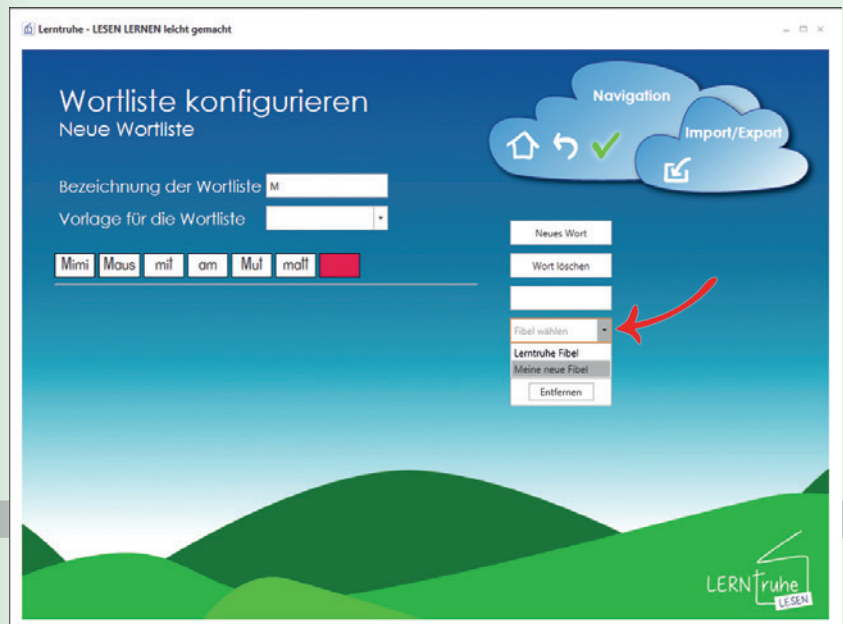 Lerntruhe - LESEN LERNEN leicht gemacht
Wortliste konfigurieren
Neue Wortliste
Navigation
Import/Export
Bezeichnung der Wortliste M
Vorlage für die Wortliste
Neues Wort
Mimi Maus mit am Mut matt
Wort löschen
Fibel wählen
Lerntruhe Fibel
Meine neue Fibel
Entfernen
LERNtruhe
LESEN